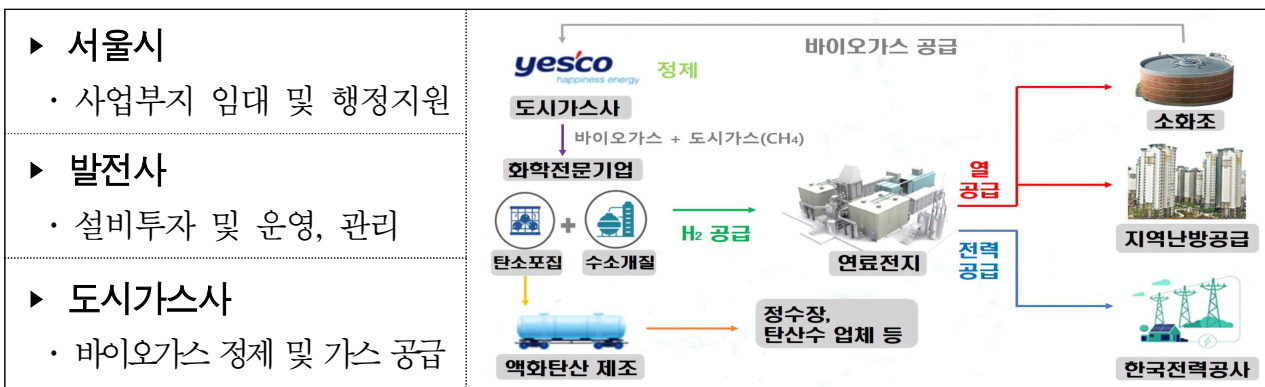 ▶ 서울시
· 사업부지 임대 및 행정지원
▶ 발전사
· 설비투자 및 운영, 관리
▶ 도시가스사
· 바이오가스 정제 및 가스 공급
바이오가스 공급
yesco
happiness energy
정제
도시가스사
바이오가스 + 도시가스(CH4)
화학전문기업
+
탄소포집
수소개질
H₂ 공급
액화탄산 제조
정수장,
탄산수 업체 등
연료전지
열
공급
전력
공급
소화조
지역난방공급
한국전력공사